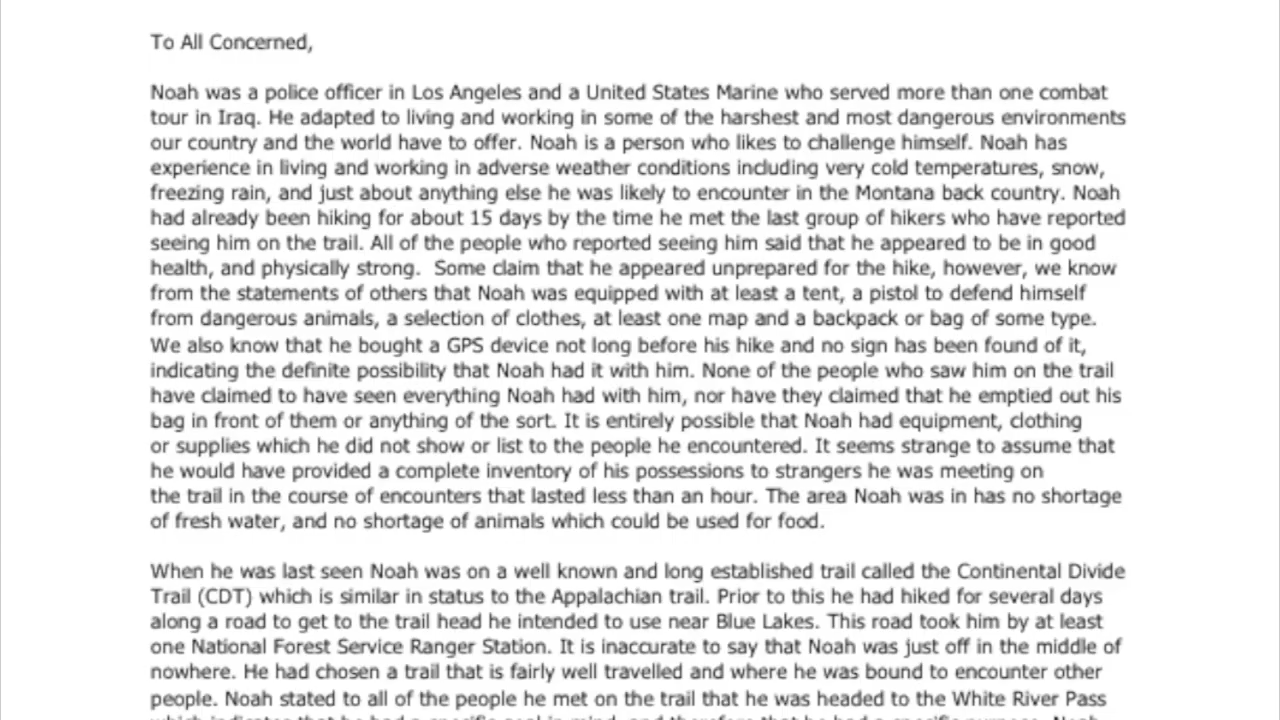 To All Concerned,
Noah was a police officer in Los Angeles and a United States Marine who served more than one combat
tour in Iraq. He adapted to living and working in some of the harshest and most dangerous environments
our country and the world have to offer. Noah is a person who likes to challenge himself. Noah has
experience in living and working in adverse weather conditions including very cold temperatures, snow,
freezing rain, and just about anything else he was likely to encounter in the Montana back country. Noah
had already been hiking for about 15 days by the time he met the last group of hikers who have reported
seeing him on the trail. All of the people who reported seeing him said that he appeared to be in good
health, and physically strong.  Some claim that he appeared unprepared for the hike, however, we know
from the statements of others that Noah was equipped with at least a tent, a pistol to defend himself
from dangerous animals, a selection of clothes, at least one map and a backpack or bag of some type.
We also know that he bought a GPS device not long before his hike and no sign has been found of it,
indicating the definite possibility that Noah had it with him. None of the people who saw him on the trail
have claimed to have seen everything Noah had with him, nor have they claimed that he emptied out his
bag in front of them or anything of the sort. It is entirely possible that Noah had equipment, clothing
or supplies which he did not show or list to the people he encountered. It seems strange to assume that
he would have provided a complete inventory of his possessions to strangers he was meeting on
the trail in the course of encounters that lasted less than an hour. The area Noah was in has no shortage
of fresh water, and no shortage of animals which could be used for food.
When he was last seen Noah was on a well known and long established trail called the Continental Divide
Trail (CDT) which is similar in status to the Appalachian trail. Prior to this he had hiked for several days
along a road to get to the trail head he intended to use near Blue Lakes. This road took him by at least
one National Forest Service Ranger Station. It is inaccurate to say that Noah was just off in the middle of
nowhere. He had chosen a trail that is fairly well travelled and where he was bound to encounter other
people. Noah stated to all of the people he met on the trail that he was headed to the White River Pass
which indicates that he had a specific goal in mind, and therefore that he had a specific purpose. Noah